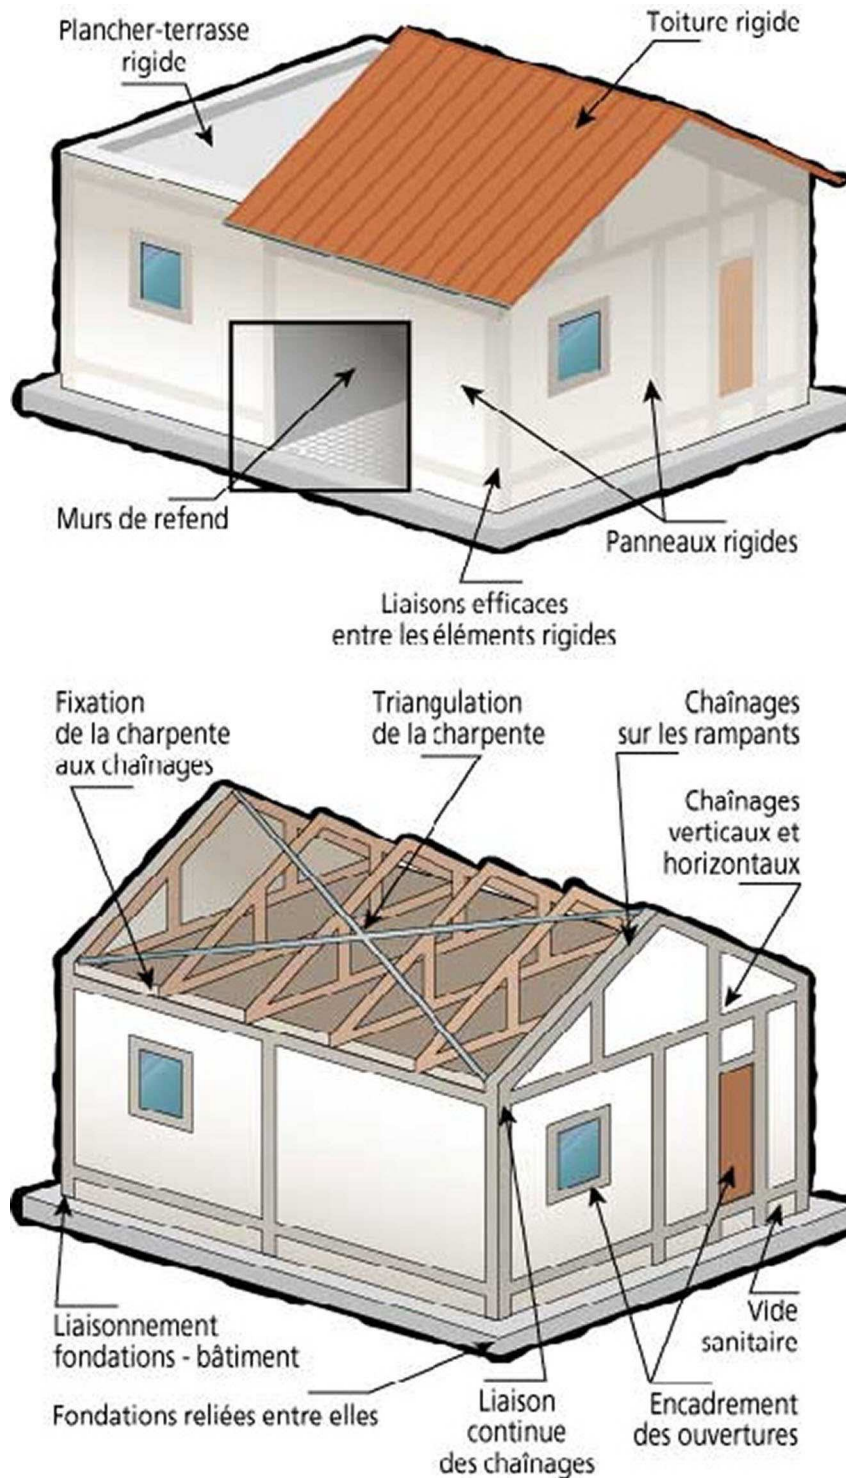 Plancher-terrasse
rigide
Toiture rigide
Murs de refend
Panneaux rigides
Liaisons efficaces
entre les éléments rigides
Fixation
de la charpente
aux chaînages
Triangulation
de la charpente
Chaînages
sur les rampants
Chaînages
verticaux et
horizontaux
Liaisonnement
fondations - bâtiment
Fondations reliées entre elles
Liaison
continue
des chaînages
Encadrement
des ouvertures
Vide
sanitaire